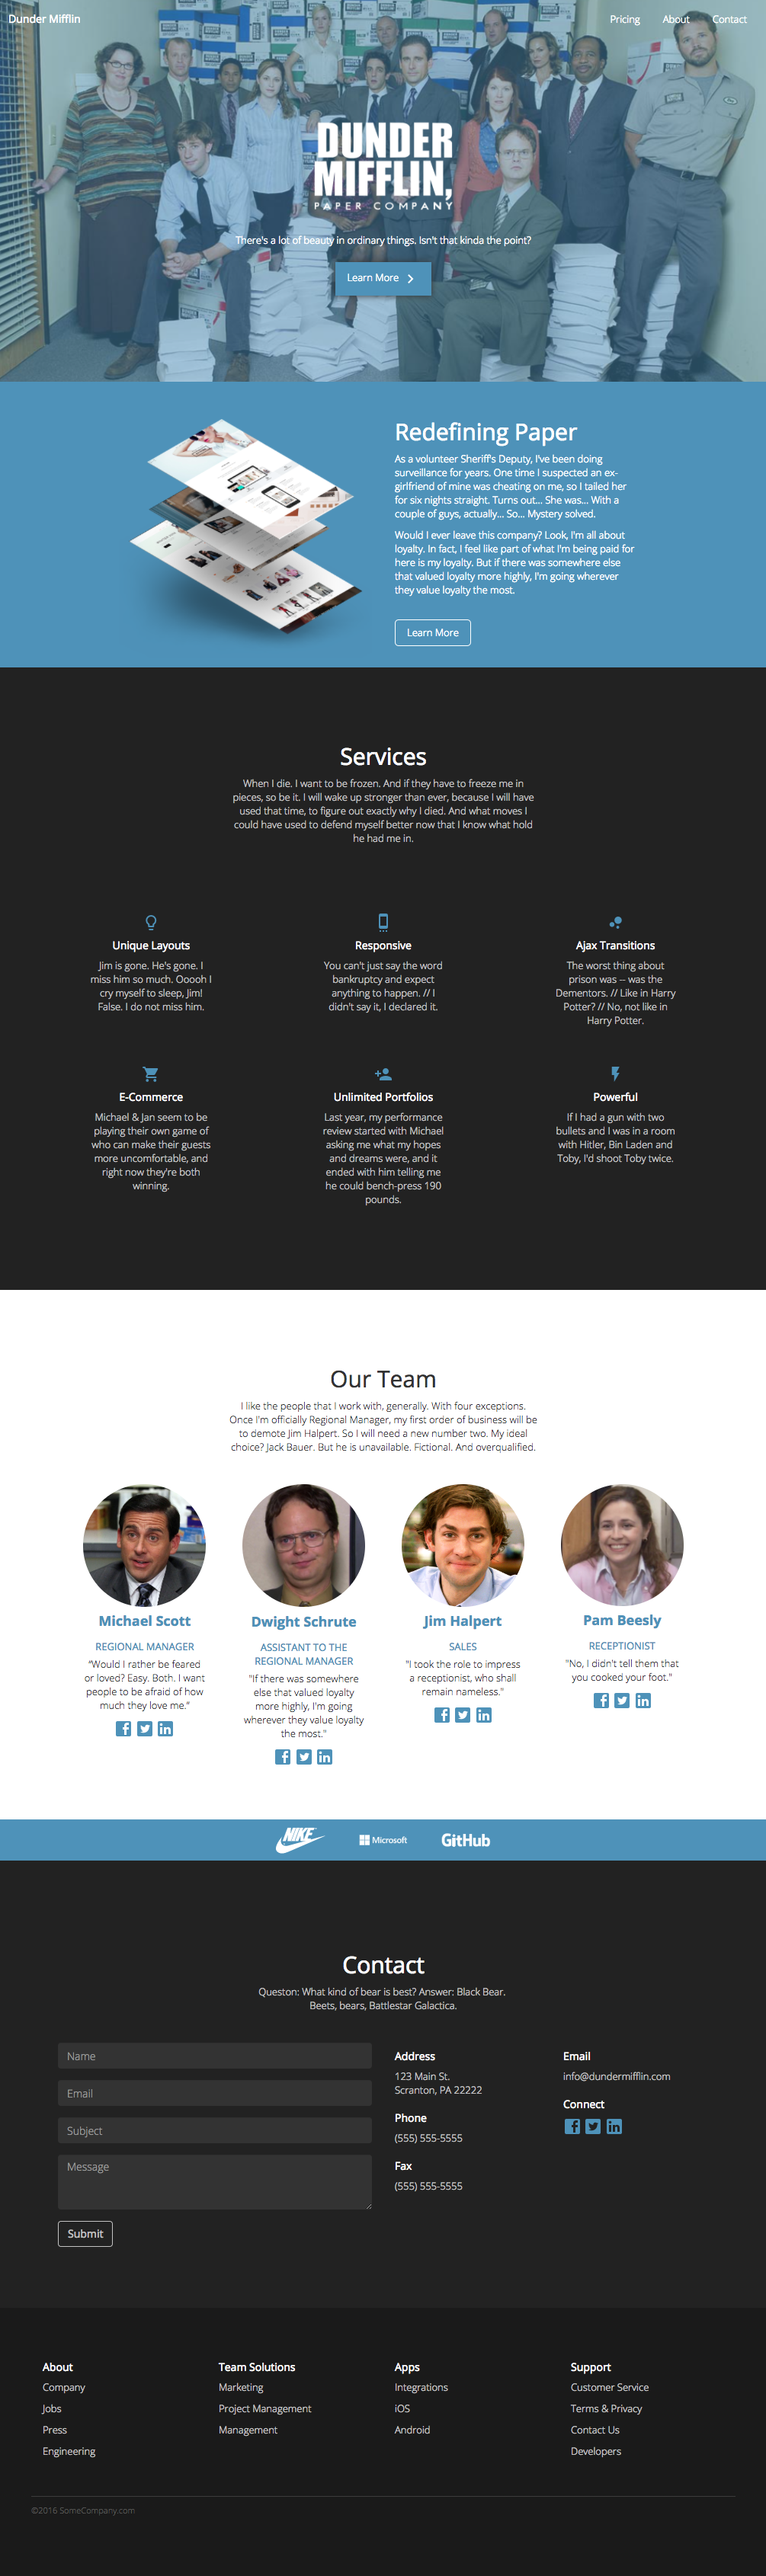 Dunder Mifflin
Pricing
About
Contact
DUNDER
MIFFLIN,
PAPER COMPANY
There's a lot of beauty in ordinary things. Isn't that kinda the point?
Learn More
Redefining Paper
As a volunteer Sheriff's Deputy, I've been doing
surveillance for years. One time I suspected an ex-
girlfriend of mine was cheating on me, so I tailed her
for six nights straight. Turns out... She was... With a
couple of guys, actually... So... Mystery solved.
Would I ever leave this company? Look, I'm all about
loyalty. In fact, I feel like part of what I'm being paid for
here is my loyalty. But if there was somewhere else
that valued loyalty more highly, I'm going wherever
they value loyalty the most.
Learn More
Services
When I die. I want to be frozen. And if they have to freeze me in
pieces, so be it. I will wake up stronger than ever, because I will have
used that time, to figure out exactly why I died. And what moves I
could have used to defend myself better now that I know what hold
he had me in.
Unique Layouts
Jim is gone. He's gone. I
miss him so much. Ooooh I
cry myself to sleep, Jim!
False. I do not miss him.
Responsive
You can't just say the word
bankruptcy and expect
anything to happen. // I
didn't say it, I declared it.
Ajax Transitions
The worst thing about
prison was -- was the
Dementors. // Like in Harry
Potter? // No, not like in
Harry Potter.
E-Commerce
Michael & Jan seem to be
playing their own game of
who can make their guests
more uncomfortable, and
right now they're both
winning.
Unlimited Portfolios
Last year, my performance
review started with Michael
asking me what my hopes
and dreams were, and it
ended with him telling me
he could bench-press 190
pounds.
Powerful
If I had a gun with two
bullets and I was in a room
with Hitler, Bin Laden and
Toby, I'd shoot Toby twice.
Our Team
I like the people that I work with, generally. With four exceptions.
Once I'm officially Regional Manager, my first order of business will be
to demote Jim Halpert. So I will need a new number two. My ideal
choice? Jack Bauer. But he is unavailable. Fictional. And overqualified.
Michael Scott
REGIONAL MANAGER
"Would I rather be feared
or loved? Easy. Both. I want
people to be afraid of how
much they love me."
Dwight Schrute
ASSISTANT TO THE
REGIONAL MANAGER
"If there was somewhere
else that valued loyalty
more highly, I'm going
wherever they value loyalty
the most."
Jim Halpert
SALES
"I took the role to impress
a receptionist, who shall
remain nameless."
Pam Beesly
RECEPTIONIST
"No, I didn't tell them that
you cooked your foot."
NIKE
Microsoft
GitHub
Contact
Queston: What kind of bear is best? Answer: Black Bear.
Beets, bears, Battlestar Galactica.
Name
Email
Subject
Message
Submit
Address
123 Main St.
Scranton, PA 22222
Phone
(555) 555-5555
Fax
(555) 555-5555
Email
info@dundermifflin.com
Connect
About
Company
Jobs
Press
Engineering
Team Solutions
Marketing
Project Management
Management
Apps
Integrations
iOS
Android
Support
Customer Service
Terms & Privacy
Contact Us
Developers
©2016 SomeCompany.com